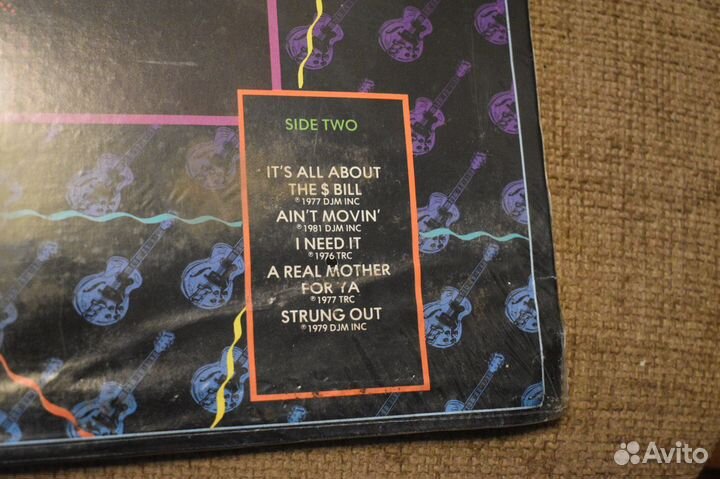 SIDE TWO
IT'S ALL ABOUT
THE $ BILL
℗ 1977 DJM INC
AIN'T MOVIN'
℗ 1981 DJM INC
I NEED IT
℗ 1976 TRC
A REAL MOTHER
FOR YA
℗ 1977 TRC
STRUNG OUT
℗ 1979 DJM INC
Avito